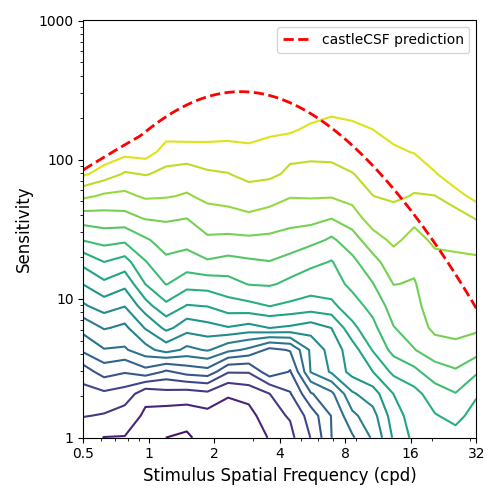 1000
castleCSF prediction
100
Sensitivity
10
1
0.5 1 2 4 8 16 32
Stimulus Spatial Frequency (cpd)